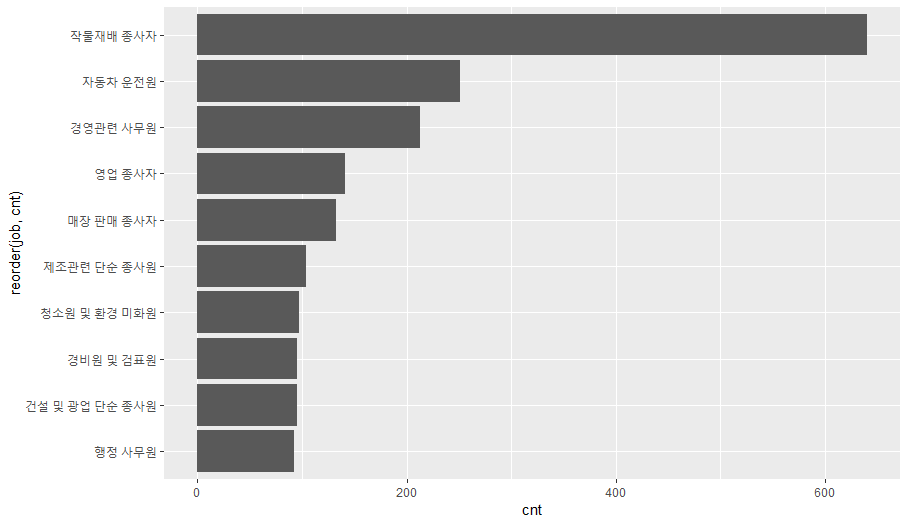 작물재배 종사자
자동차 운전원
경영관련 사무원
영업 종사자
매장 판매 종사자
제조관련 단순 종사원
청소원 및 환경 미화원
경비원 및 검표원
건설 및 광업 단순 종사원
행정 사무원
reorder(job, cnt)
0 200 400 600
cnt